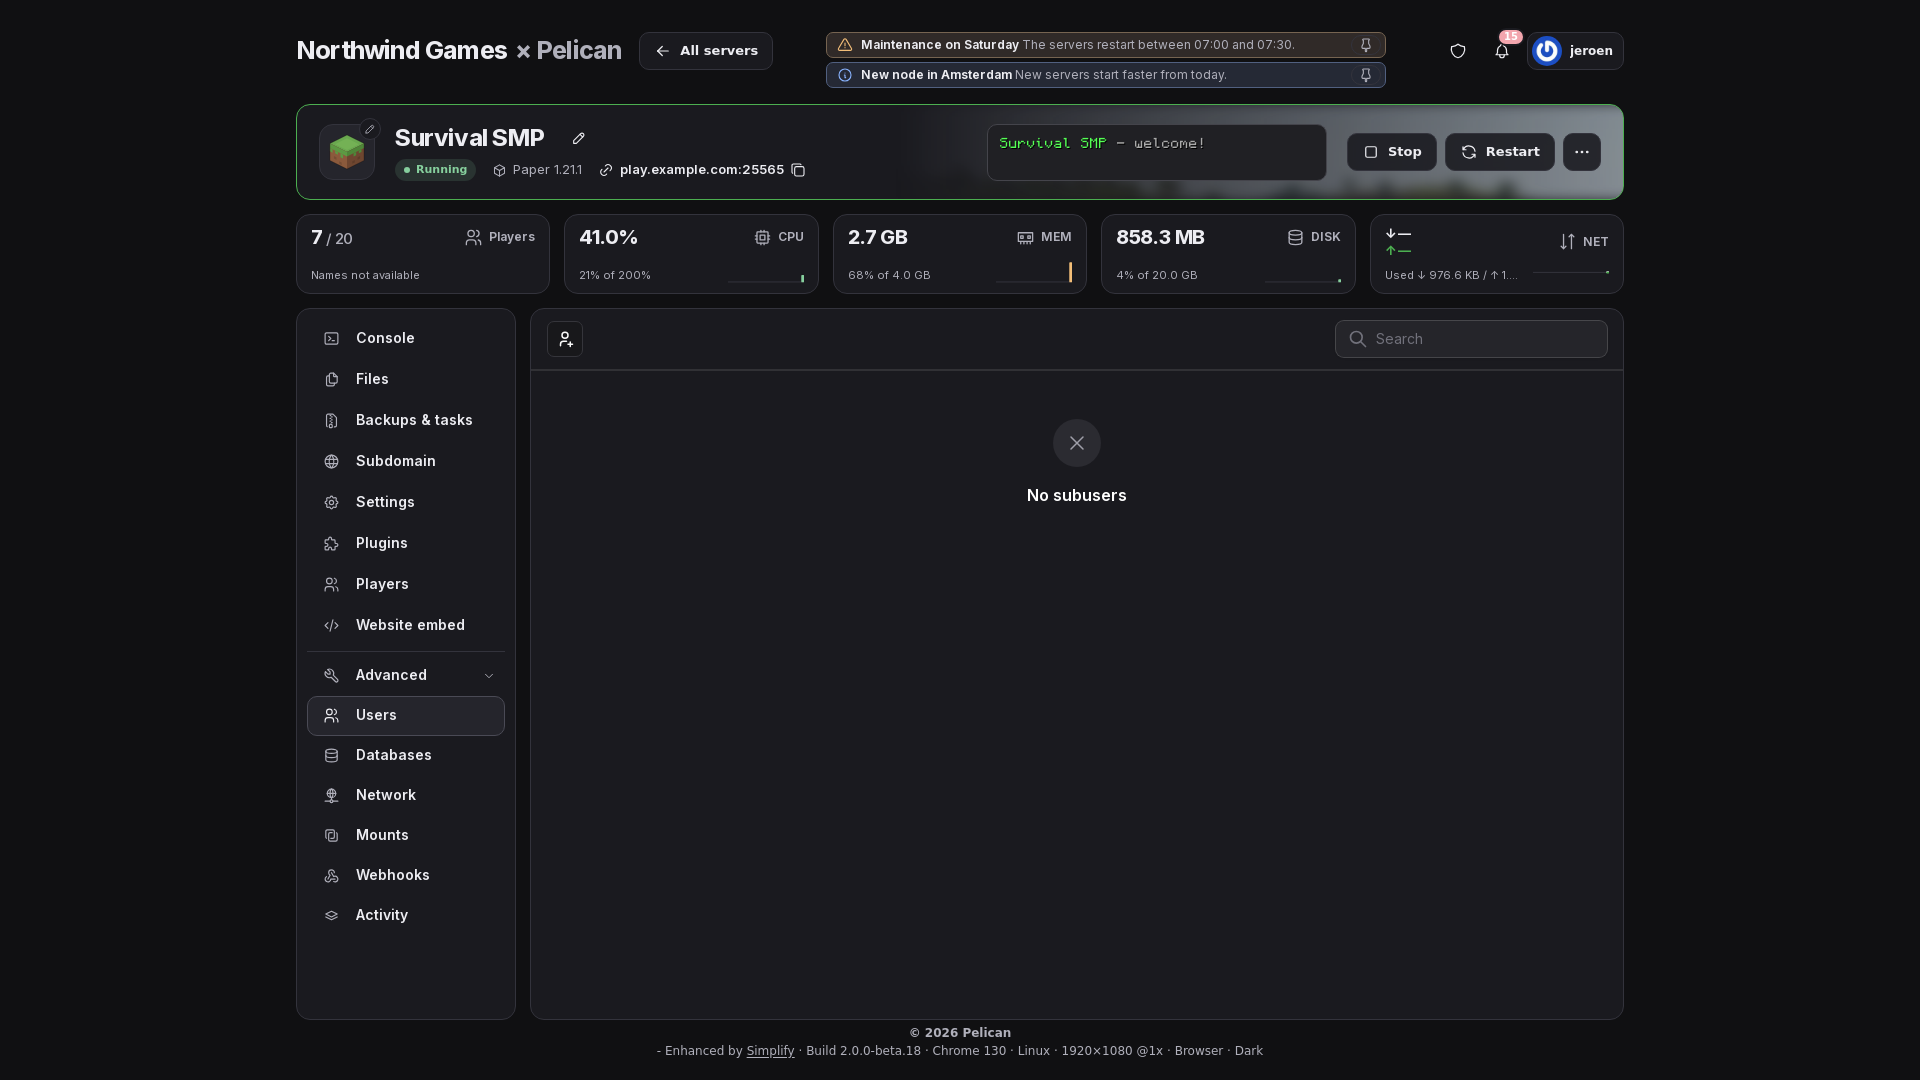 Northwind Games × Pelican
All servers
Maintenance on Saturday The servers restart between 07:00 and 07:30.
New node in Amsterdam New servers start faster from today.
15
jeroen
Survival SMP
Running
Paper 1.21.1
play.example.com:25565
Survival SMP - welcome!
Stop
Restart
7 / 20
Players
Names not available
41.0%
CPU
21% of 200%
2.7 GB
MEM
68% of 4.0 GB
858.3 MB
DISK
4% of 20.0 GB
↓—
↑—
NET
Used ↓ 976.6 KB / ↑ 1....
Console
Files
Backups & tasks
Subdomain
Settings
Plugins
Players
Website embed
Advanced
Users
Databases
Network
Mounts
Webhooks
Activity
Search
No subusers
© 2026 Pelican
- Enhanced by Simplify · Build 2.0.0-beta.18 · Chrome 130 · Linux · 1920×1080 @1x · Browser · Dark